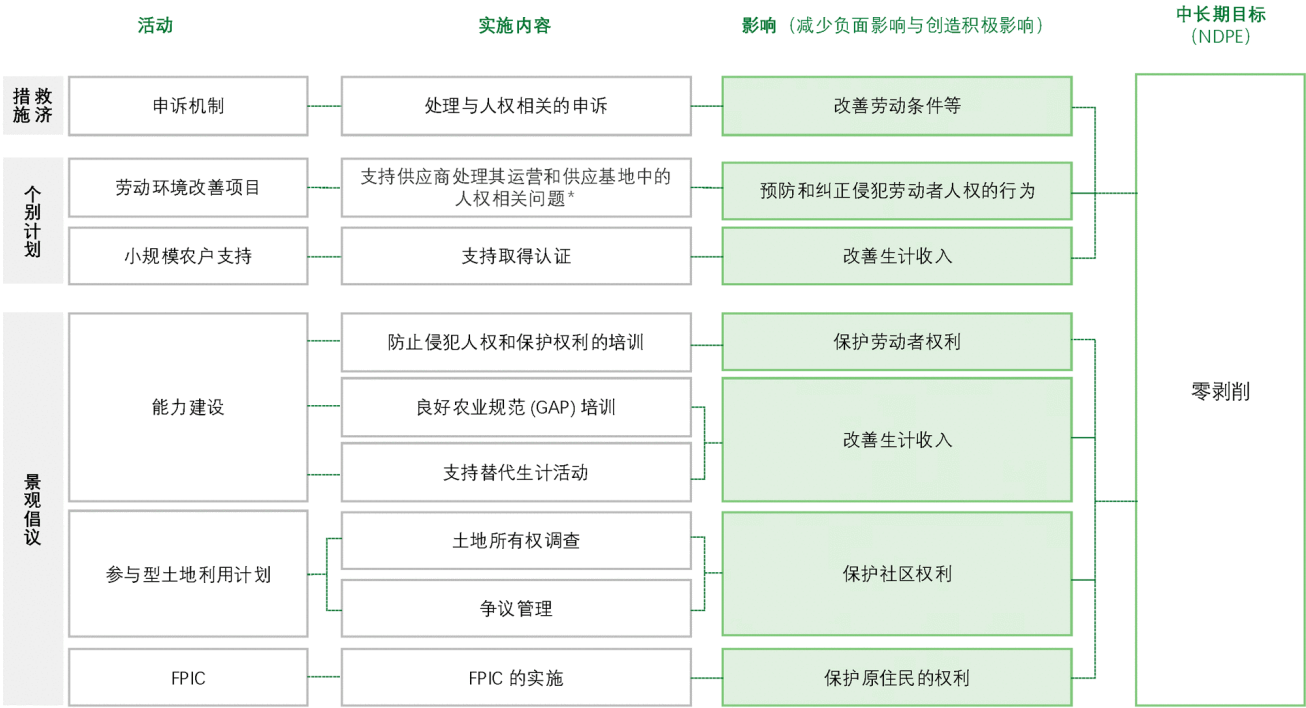 活动
实施内容
影响（减少负面影响与创造积极影响）
中长期目标
（NDPE）
救济
措施
申诉机制
处理与人权相关的申诉
改善劳动条件等
个别计划
劳动环境改善项目
支持供应商处理其运营和供应基地中的
人权相关问题*
预防和纠正侵犯劳动者人权的行为
小规模农户支持
支持取得认证
改善生计收入
景观倡议
能力建设
防止侵犯人权和保护权利的培训
保护劳动者权利
良好农业规范 (GAP) 培训
支持替代生计活动
改善生计收入
参与型土地利用计划
土地所有权调查
争议管理
保护社区权利
FPIC
FPIC 的实施
保护原住民的权利
零剥削